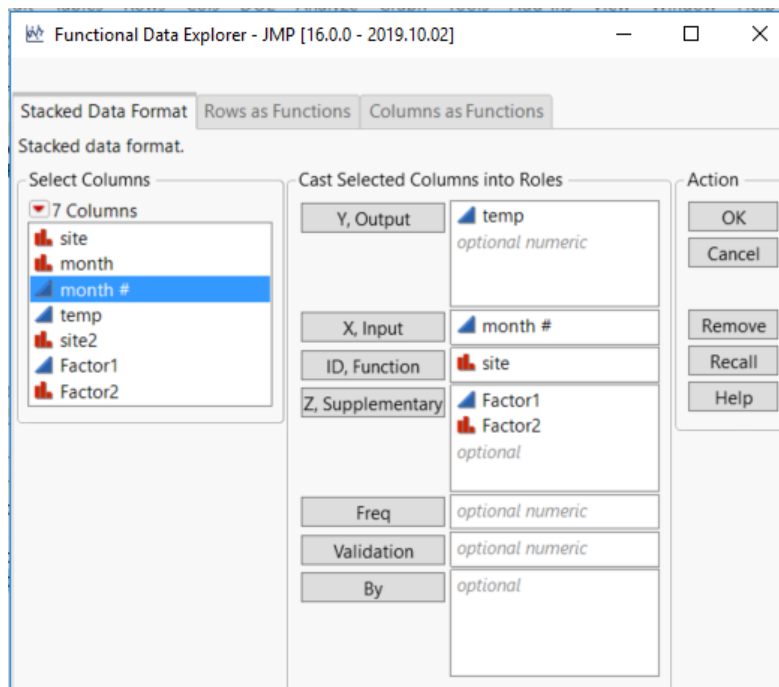 Functional Data Explorer - JMP [16.0.0 - 2019.10.02]
Stacked Data Format Rows as Functions Columns as Functions
Stacked data format.
Select Columns
7 Columns
site
month
month #
temp
site2
Factor1
Factor2
Cast Selected Columns into Roles
Y, Output
temp
optional numeric
X, Input
month #
ID, Function
site
Z, Supplementary
Factor1
Factor2
optional
Freq
optional numeric
Validation
optional numeric
By
optional
Action
OK
Cancel
Remove
Recall
Help